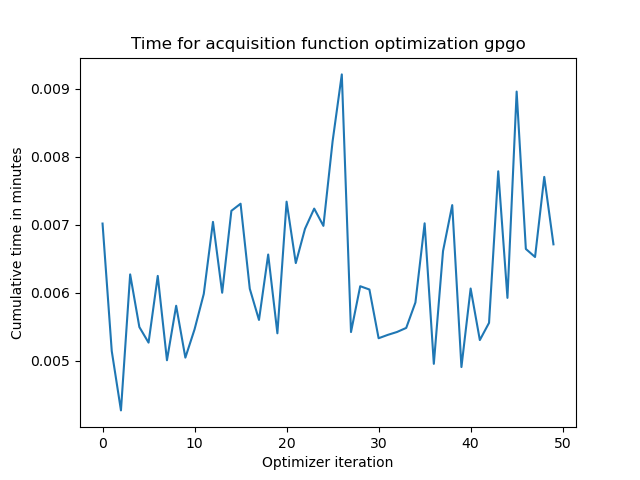 Time for acquisition function optimization gpgo
Cumulative time in minutes
0.009
0.008
0.007
0.006
0.005
0 10 20 30 40 50
Optimizer iteration